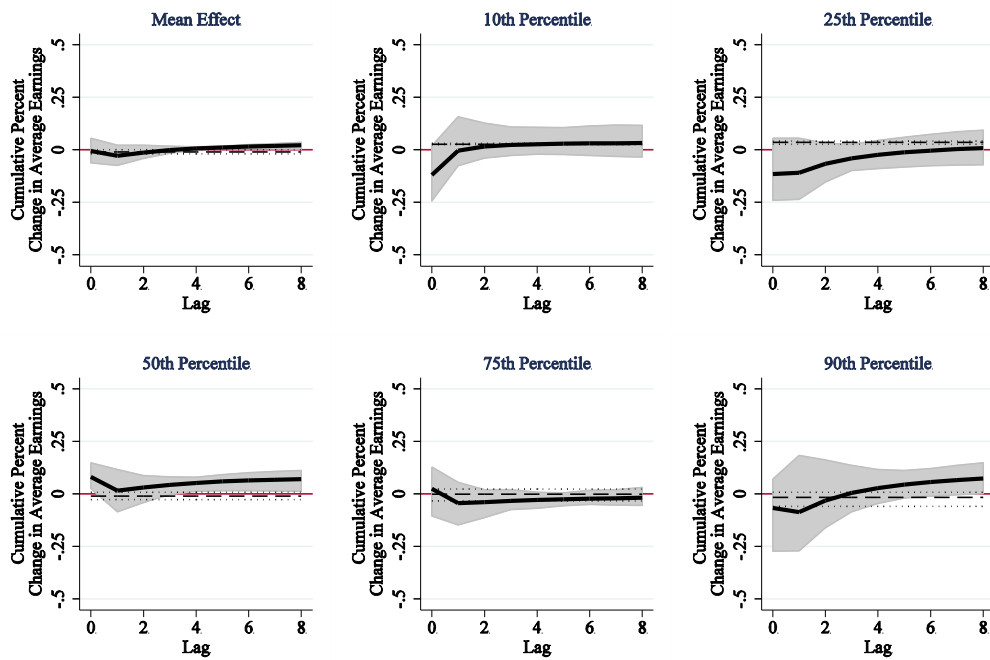 Mean Effect
Cumulative Percent
Change in Average Earnings
.5
.25
0
-.25
-.5
0 2 4 6 8
Lag
10th Percentile
Cumulative Percent
Change in Average Earnings
.5
.25
0
-.25
-.5
0 2 4 6 8
Lag
25th Percentile
Cumulative Percent
Change in Average Earnings
.5
.25
0
-.25
-.5
0 2 4 6 8
Lag
50th Percentile
Cumulative Percent
Change in Average Earnings
.5
.25
0
-.25
-.5
0 2 4 6 8
Lag
75th Percentile
Cumulative Percent
Change in Average Earnings
.5
.25
0
-.25
-.5
0 2 4 6 8
Lag
90th Percentile
Cumulative Percent
Change in Average Earnings
.5
.25
0
-.25
-.5
0 2 4 6 8
Lag